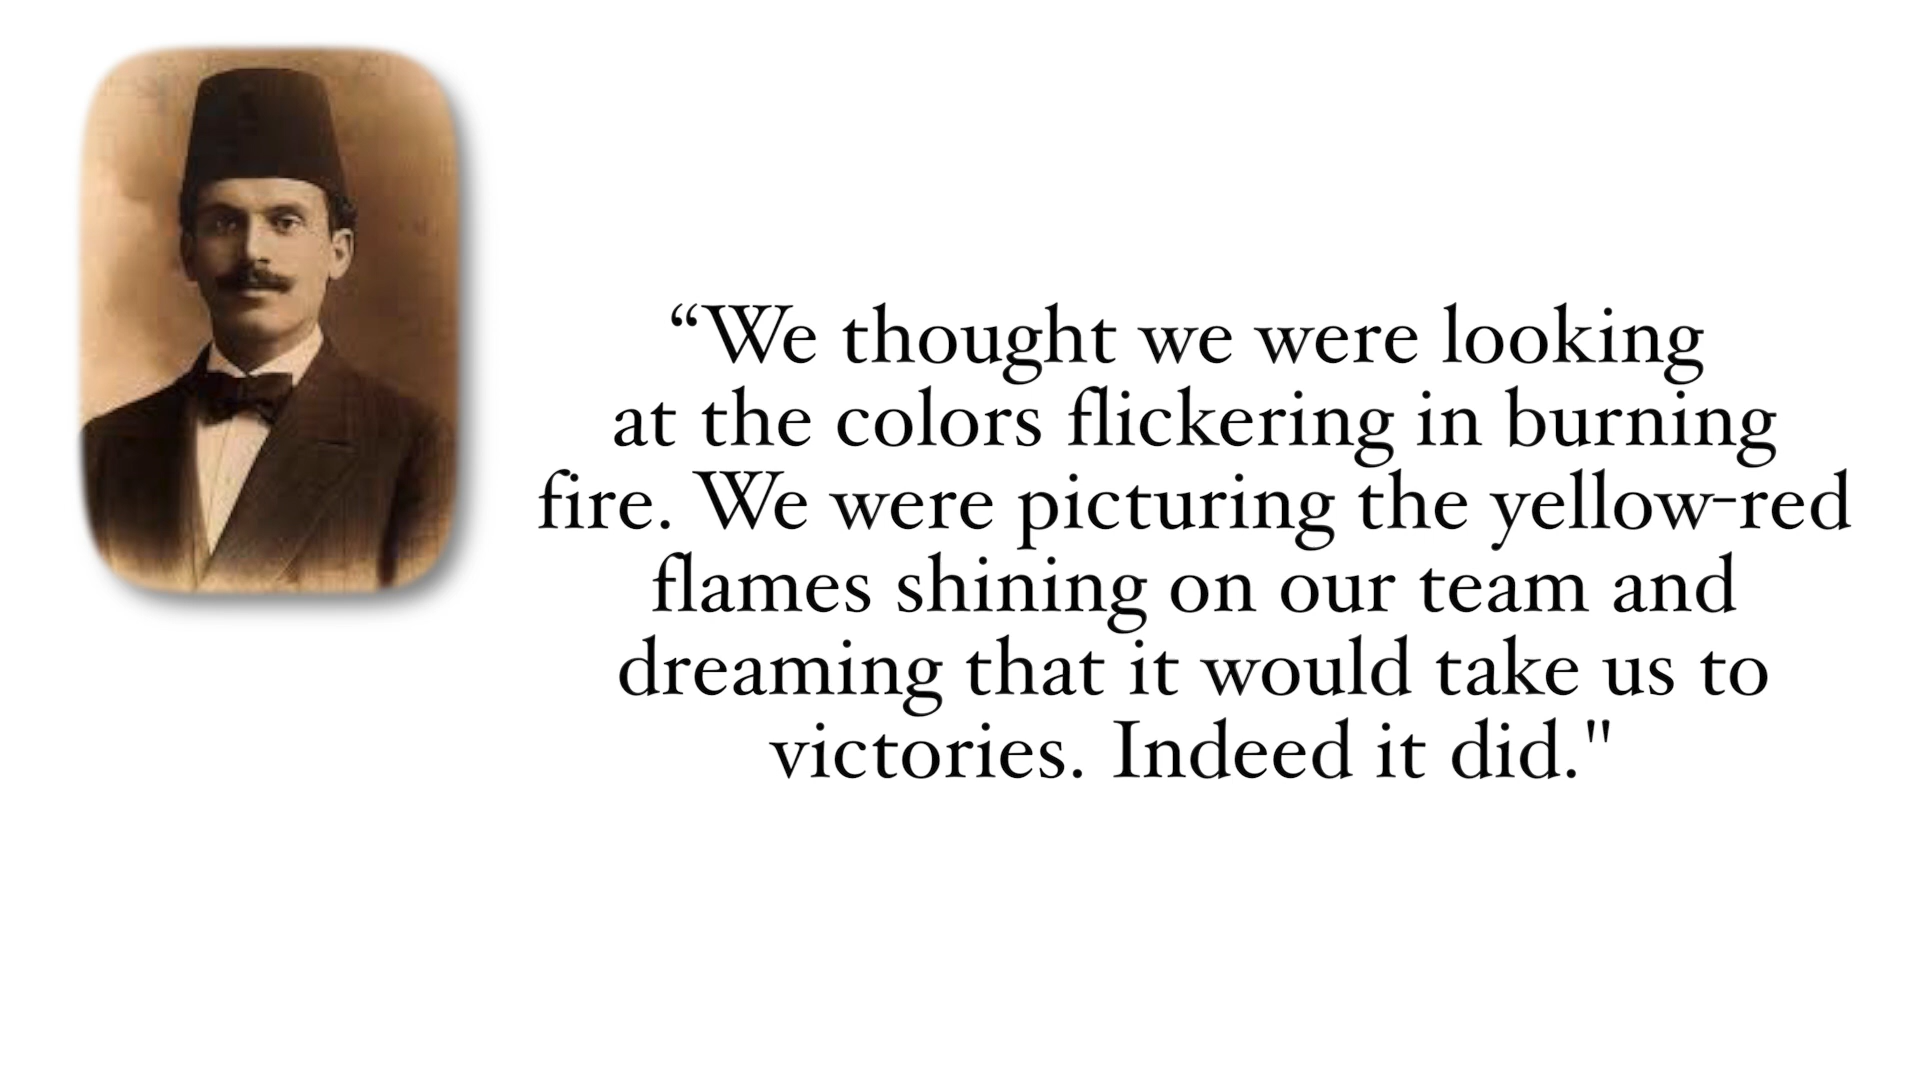 “We thought we were looking
at the colors flickering in burning
fire. We were picturing the yellow-red
flames shining on our team and
dreaming that it would take us to
victories. Indeed it did."